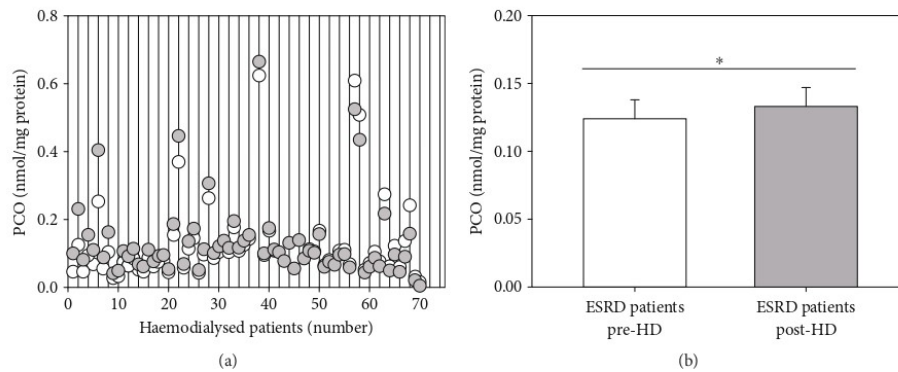 0.8
0.6
0.4
0.2
0.0
PCO (nmol/mg protein)
0 10 20 30 40 50 60 70
Haemodialysed patients (number)
(a)
0.20
0.15
0.10
0.05
0.00
PCO (nmol/mg protein)
*
ESRD patients
pre-HD
ESRD patients
post-HD
(b)